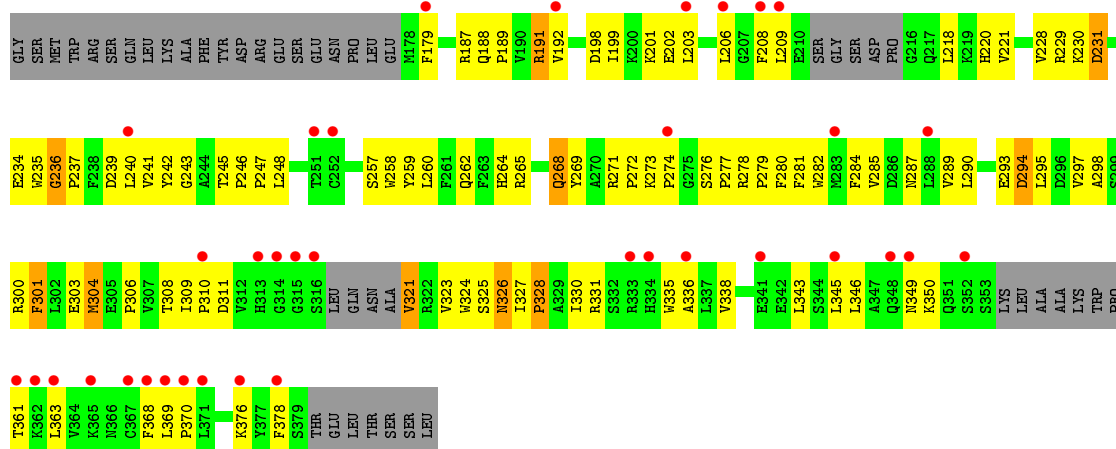 GLY SER MET TRP ARG SER GLN LEU LYS ALA PHE TYR ASP ARG GLU SER GLU ASN PRO LEU GLU M178 F179 R187 Q188 P189 V190 R191 V192 D198 I199 K200 K201 E202 L203 L206 G207 F208 L209 E210 SER GLY SER ASP PRO G216 Q217 L218 K219 H220 V221 V228 R229 K230 D231
E234 W235 G236 P237 F238 D239 L240 V241 Y242 G243 A244 T245 P246 P247 L248 T251 C252 S257 W258 Y259 L260 F261 Q262 F263 H264 R265 Q268 Y269 A270 R271 P272 K273 P274 G275 S276 P277 R278 P279 F280 F281 W282 M283 F284 V285 D286 N287 L288 V289 L290 E293 D294 L295 D296 V297 A298 S299
R300 F301 L302 E303 M304 E305 P306 V307 T308 I309 P310 D311 V312 H313 G314 G315 S316 LEU GLN ASN ALA V321 R322 V323 W324 S325 N326 I327 P328 A329 I330 R331 S332 R333 H334 W335 A336 L337 V338 E341 E342 L343 S344 L345 L346 A347 Q348 N349 K350 Q351 S352 S353 LYS LEU ALA ALA LYS TRP PRO
T361 K362 L363 V364 K365 N366 C367 F368 L369 P370 L371 K376 Y377 F378 S379 THR GLU LEU THR SER SER LEU